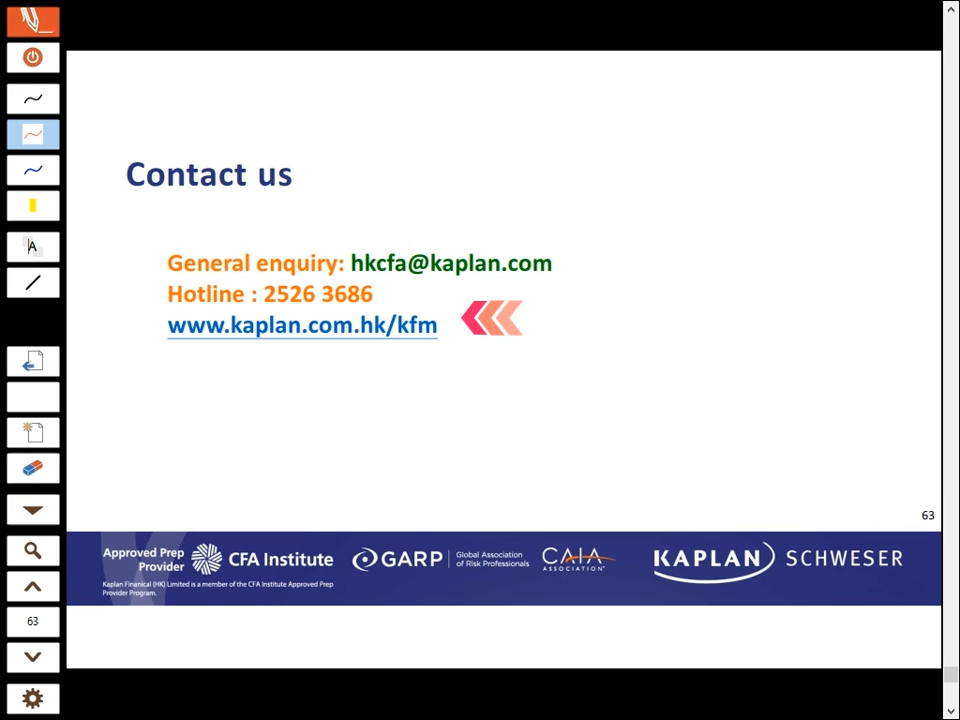 Contact us
General enquiry: hkcfa@kaplan.com
Hotline : 2526 3686
www.kaplan.com.hk/kfm
63
Approved Prep
Provider
CFA Institute
Kaplan Finanical (HK) Limited is a member of the CFA Institute Approved Prep
Provider Program.
GARP
Global Association
of Risk Professionals
CAIA
ASSOCIATION®
KAPLAN SCHWESER
A
63